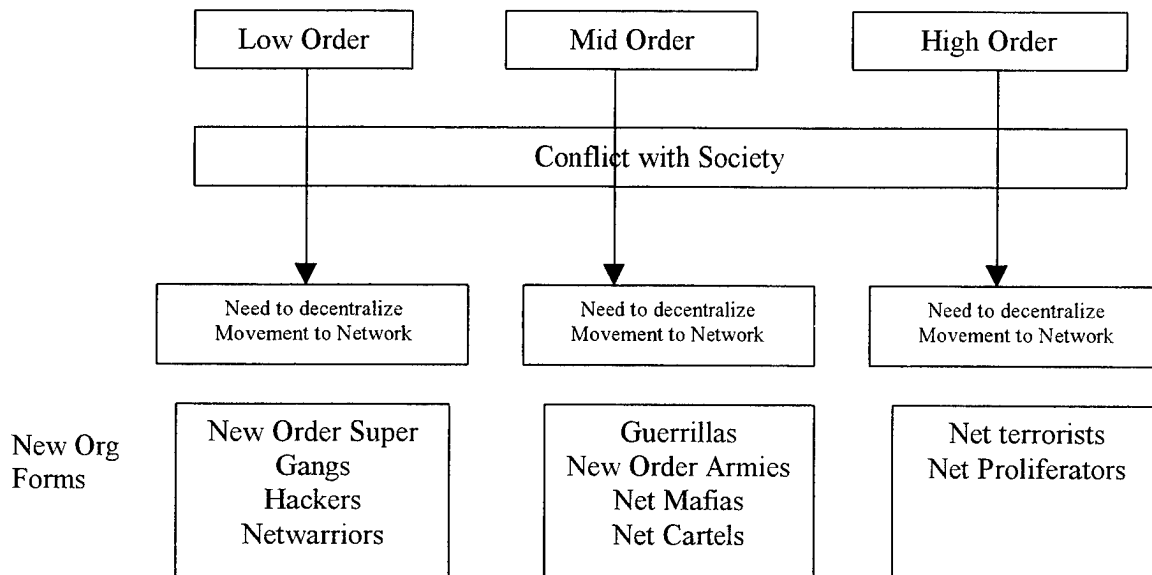 Low Order
Mid Order
High Order
Conflict with Society
Need to decentralize
Movement to Network
Need to decentralize
Movement to Network
Need to decentralize
Movement to Network
New Org
Forms
New Order Super
Gangs
Hackers
Netwarriors
Guerrillas
New Order Armies
Net Mafias
Net Cartels
Net terrorists
Net Proliferators